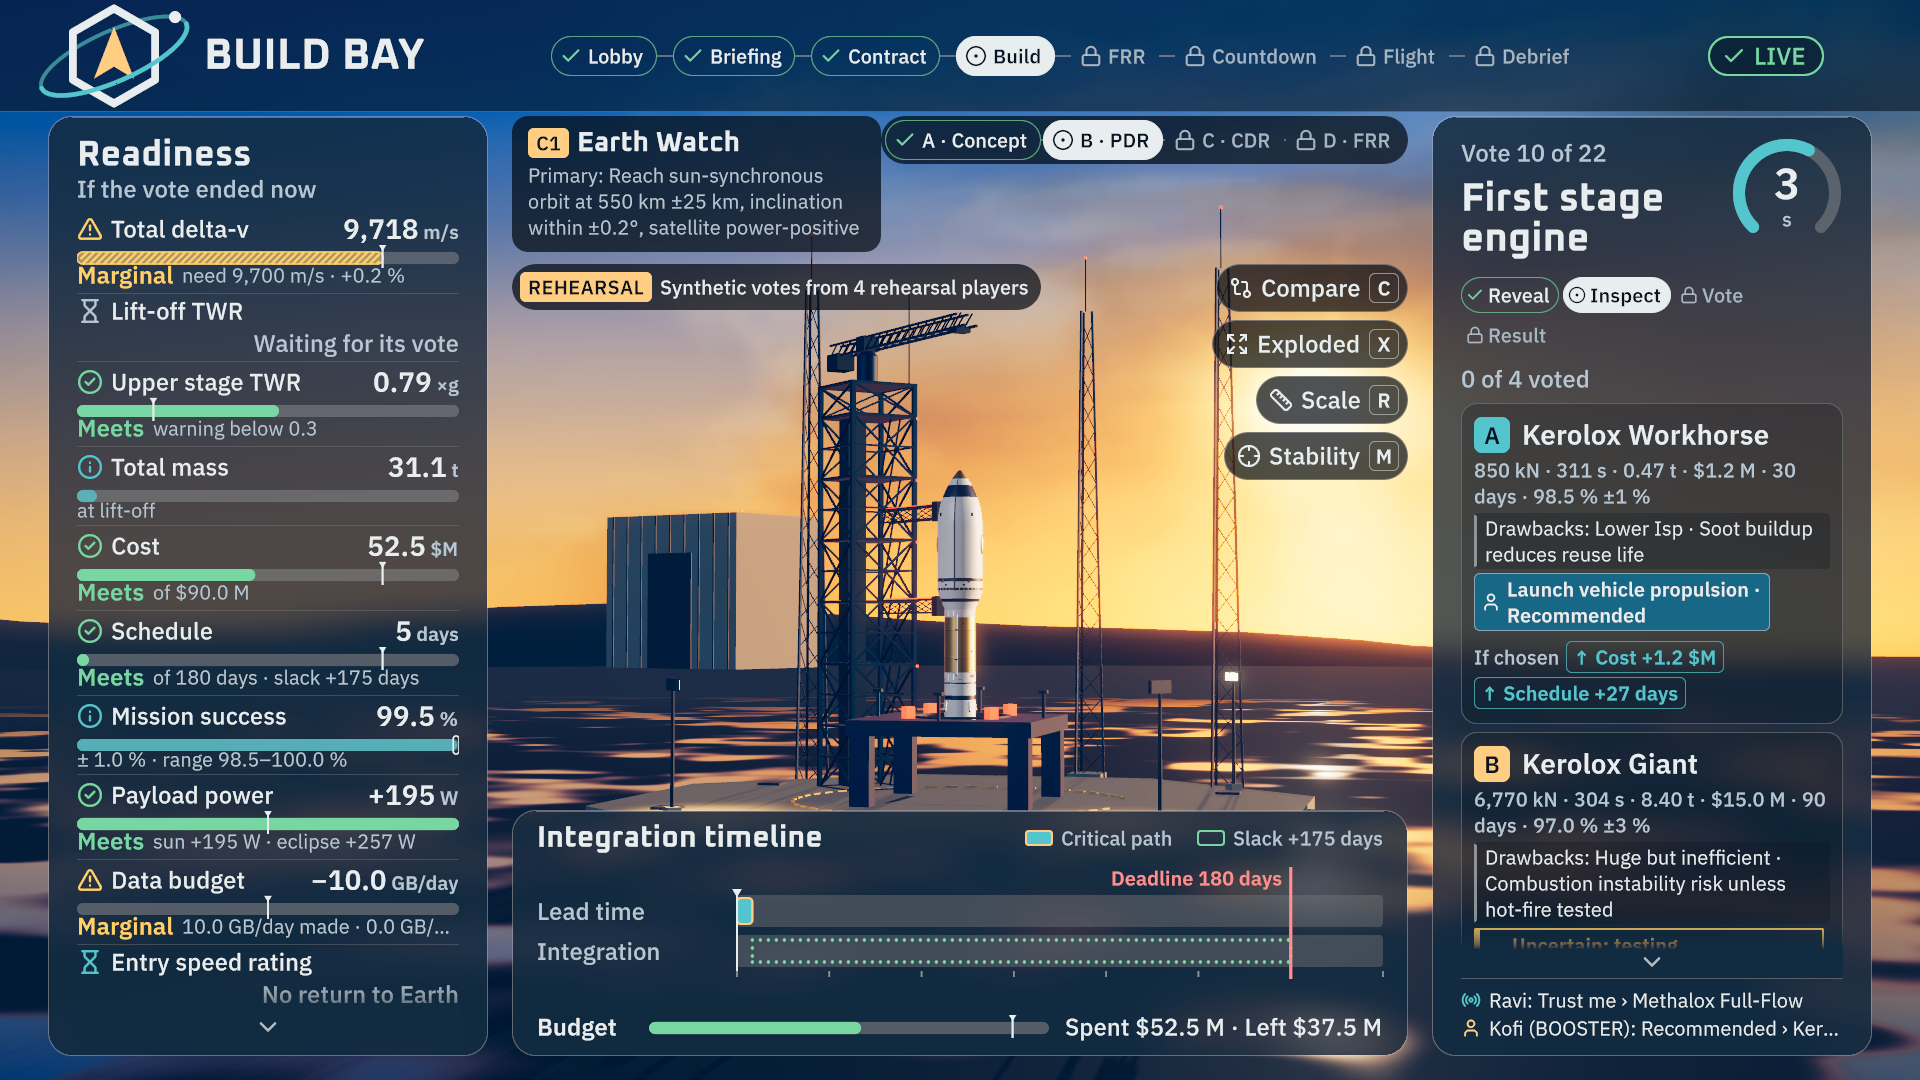 BUILD BAY
Lobby
Briefing
Contract
Build
FRR
Countdown
Flight
Debrief
LIVE
Readiness
If the vote ended now
Total delta-v 9,718 m/s
Marginal need 9,700 m/s · +0.2 %
Lift-off TWR
Waiting for its vote
Upper stage TWR 0.79 ×g
Meets warning below 0.3
Total mass 31.1 t
at lift-off
Cost 52.5 $M
Meets of $90.0 M
Schedule 5 days
Meets of 180 days · slack +175 days
Mission success 99.5 %
± 1.0 % · range 98.5–100.0 %
Payload power +195 W
Meets sun +195 W · eclipse +257 W
Data budget −10.0 GB/day
Marginal 10.0 GB/day made · 0.0 GB/...
Entry speed rating
No return to Earth
C1 Earth Watch
Primary: Reach sun-synchronous
orbit at 550 km ±25 km, inclination
within ±0.2°, satellite power-positive
A · Concept
B · PDR
C · CDR
D · FRR
REHEARSAL Synthetic votes from 4 rehearsal players
Compare C
Exploded X
Scale R
Stability M
Integration timeline
Critical path
Slack +175 days
Deadline 180 days
Lead time
Integration
Budget
Spent $52.5 M · Left $37.5 M
Vote 10 of 22
First stage
engine
3
s
Reveal
Inspect
Vote
Result
0 of 4 voted
A Kerolox Workhorse
850 kN · 311 s · 0.47 t · $1.2 M · 30
days · 98.5 % ±1 %
Drawbacks: Lower Isp · Soot buildup
reduces reuse life
Launch vehicle propulsion ·
Recommended
If chosen ↑ Cost +1.2 $M
↑ Schedule +27 days
B Kerolox Giant
6,770 kN · 304 s · 8.40 t · $15.0 M · 90
days · 97.0 % ±3 %
Drawbacks: Huge but inefficient ·
Combustion instability risk unless
hot-fire tested
Uncertain: testing
Ravi: Trust me › Methalox Full-Flow
Kofi (BOOSTER): Recommended › Ker...